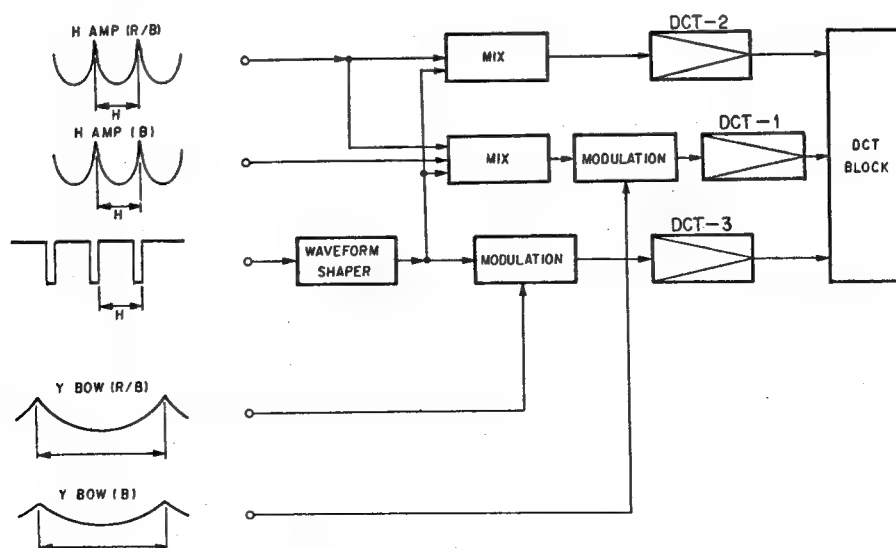 H AMP (R/B)
H
H AMP (B)
H
WAVEFORM
SHAPER
Y BOW (R/B)
Y BOW (B)
MIX
MIX
MODULATION
MODULATION
DCT-2
DCT-1
DCT-3
DCT
BLOCK
H